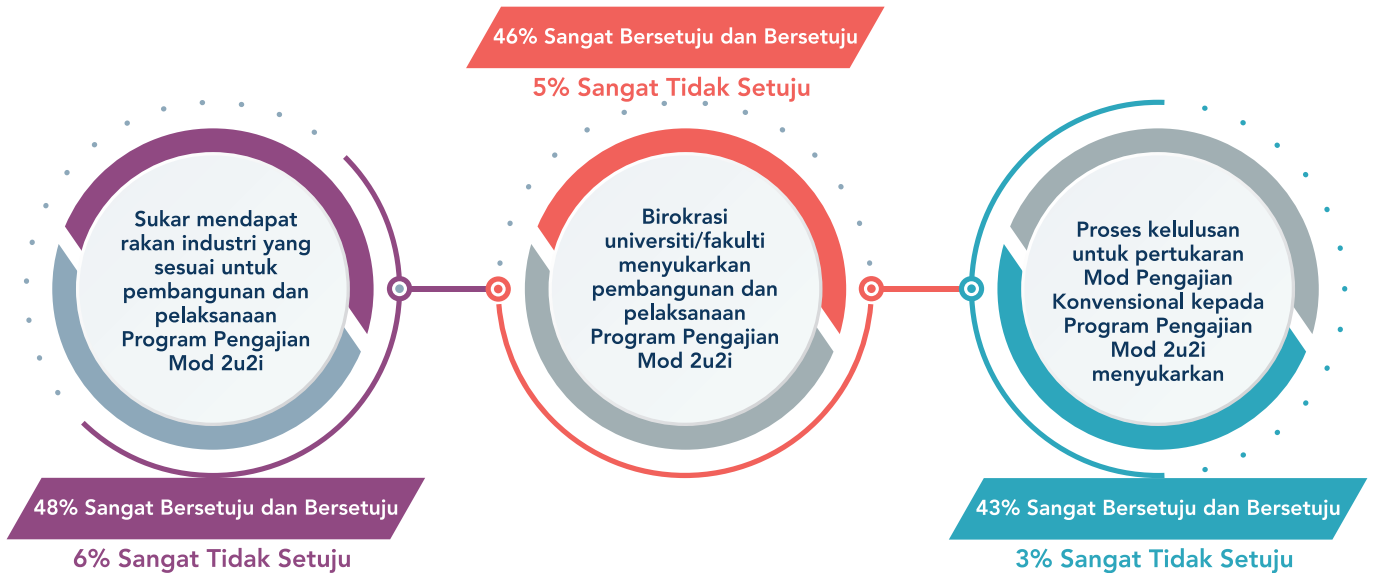 46% Sangat Bersetuju dan Bersetuju
5% Sangat Tidak Setuju
Sukar mendapat
rakan industri yang
sesuai untuk
pembangunan dan
pelaksanaan
Program Pengajian
Mod 2u2i
48% Sangat Bersetuju dan Bersetuju
6% Sangat Tidak Setuju
Birokrasi
universiti/fakulti
menyukarkan
pembangunan dan
pelaksanaan
Program Pengajian
Mod 2u2i
Proses kelulusan
untuk pertukaran
Mod Pengajian
Konvensional kepada
Program Pengajian
Mod 2u2i
menyukarkan
43% Sangat Bersetuju dan Bersetuju
3% Sangat Tidak Setuju